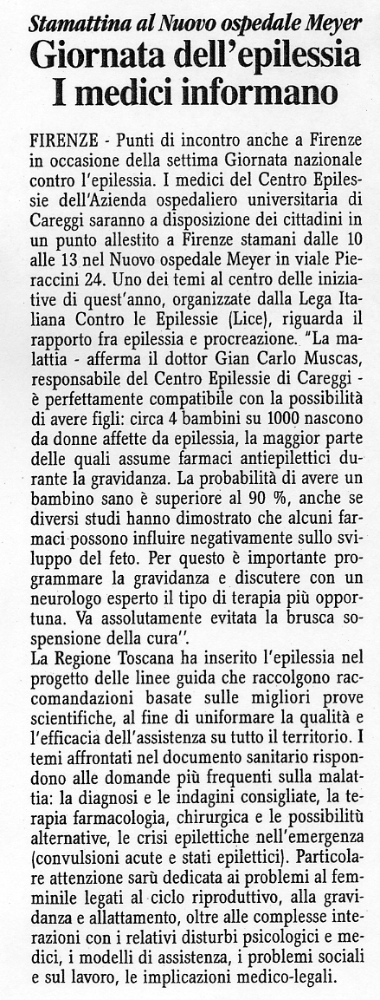 Stamattina al Nuovo ospedale Meyer
Giornata dell'epilessia
I medici informano
FIRENZE - Punti di incontro anche a Firenze
in occasione della settima Giornata nazionale
contro l'epilessia. I medici del Centro Epiles-
sie dell'Azienda ospedaliero universitaria di
Careggi saranno a disposizione dei cittadini in
un punto allestito a Firenze stamani dalle 10
alle 13 nel Nuovo ospedale Meyer in viale Pie-
raccini 24. Uno dei temi al centro delle inizia-
tive di quest'anno, organizzate dalla Lega Ita-
liana Contro le Epilessie (Lice), riguarda il
rapporto fra epilessia e procreazione. "La ma-
lattia - afferma il dottor Gian Carlo Muscas,
responsabile del Centro Epilessie di Careggi -
è perfettamente compatibile con la possibilità
di avere figli: circa 4 bambini su 1000 nascono
da donne affette da epilessia, la maggior parte
delle quali assume farmaci antiepilettici du-
rante la gravidanza. La probabilità di avere un
bambino sano è superiore al 90 %, anche se
diversi studi hanno dimostrato che alcuni far-
maci possono influire negativamente sullo svi-
luppo del feto. Per questo è importante pro-
grammare la gravidanza e discutere con un
neurologo esperto il tipo di terapia più oppor-
tuna. Va assolutamente evitata la brusca so-
spensione della cura''.
La Regione Toscana ha inserito l'epilessia nel
progetto delle linee guida che raccolgono rac-
comandazioni basate sulle migliori prove
scientifiche, al fine di uniformare la qualità e
l'efficacia dell'assistenza su tutto il territorio. I
temi affrontati nel documento sanitario rispon-
dono alle domande più frequenti sulla malat-
tia: la diagnosi e le indagini consigliate, la te-
rapia farmacologia, chirurgica e le possibilitù
alternative, le crisi epilettiche nell'emergenza
(convulsioni acute e stati epilettici). Particola-
re attenzione sarù dedicata ai problemi al fem-
minile legati al ciclo riproduttivo, alla gravi-
danza e allattamento, oltre alle complesse inte-
razioni con i relativi disturbi psicologici e me-
dici, i modelli di assistenza, i problemi sociali
e sul lavoro, le implicazioni medico-legali.